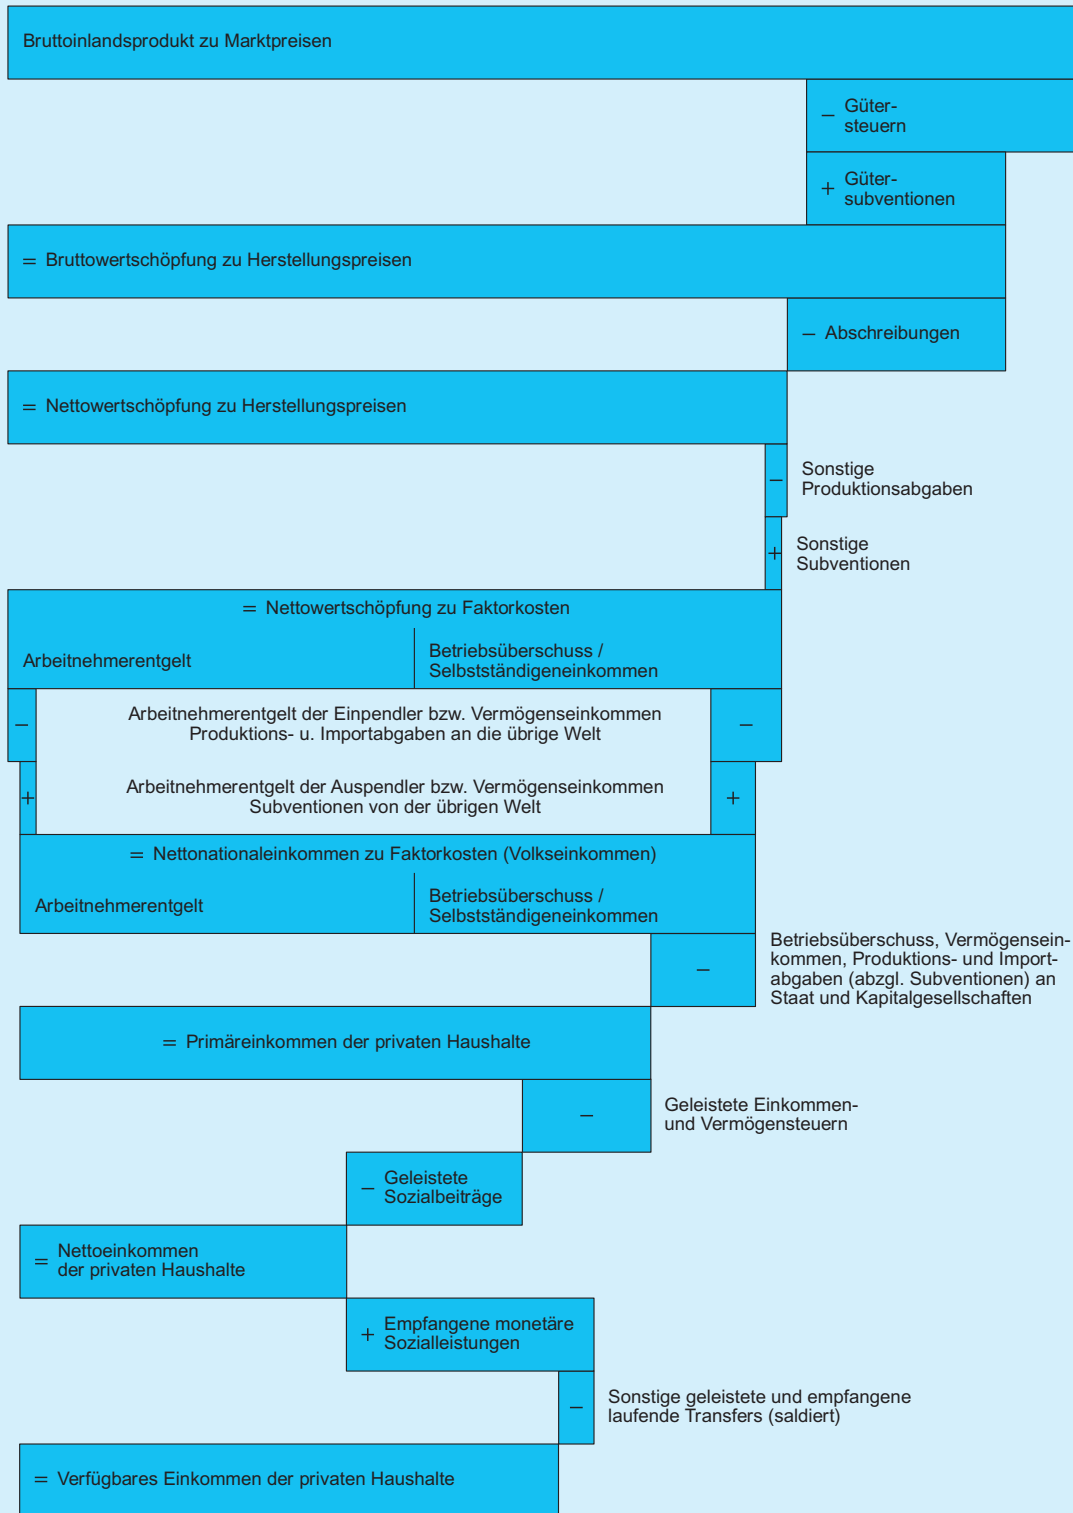 Bruttoinlandsprodukt zu Marktpreisen
– Güter-
steuern
+ Güter-
subventionen
= Bruttowertschöpfung zu Herstellungspreisen
– Abschreibungen
= Nettowertschöpfung zu Herstellungspreisen
– Sonstige
Produktionsabgaben
+ Sonstige
Subventionen
= Nettowertschöpfung zu Faktorkosten
Arbeitnehmerentgelt
Betriebsüberschuss /
Selbstständigeneinkommen
– Arbeitnehmerentgelt der Einpendler bzw. Vermögenseinkommen –
Produktions- u. Importabgaben an die übrige Welt
+ Arbeitnehmerentgelt der Auspendler bzw. Vermögenseinkommen +
Subventionen von der übrigen Welt
= Nettonationaleinkommen zu Faktorkosten (Volkseinkommen)
Arbeitnehmerentgelt
Betriebsüberschuss /
Selbstständigeneinkommen
– Betriebsüberschuss, Vermögensein-
kommen, Produktions- und Import-
abgaben (abzgl. Subventionen) an
Staat und Kapitalgesellschaften
= Primäreinkommen der privaten Haushalte
– Geleistete Einkommen-
und Vermögensteuern
– Geleistete
Sozialbeiträge
= Nettoeinkommen
der privaten Haushalte
+ Empfangene monetäre
Sozialleistungen
– Sonstige geleistete und empfangene
laufende Transfers (saldiert)
= Verfügbares Einkommen der privaten Haushalte